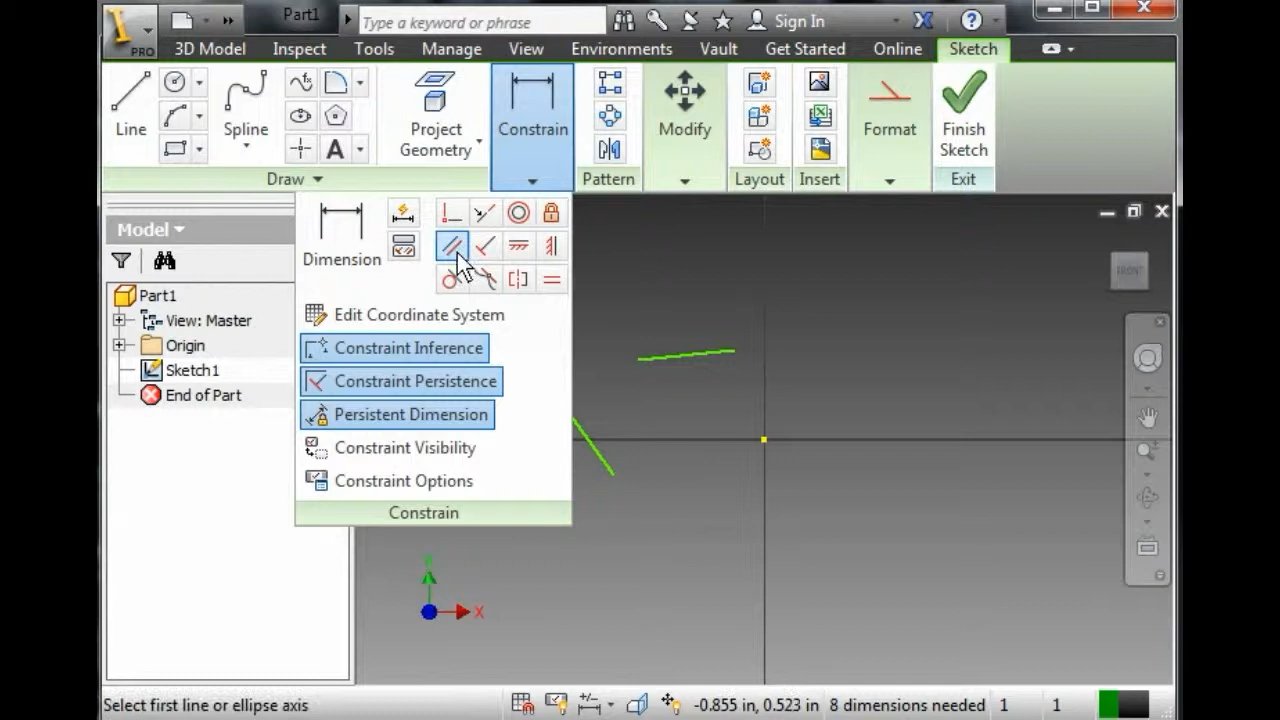 Part1
Type a keyword or phrase
Sign In
PRO
3D Model Inspect Tools Manage View Environments Vault Get Started Online Sketch
Line
Spline
Project
Geometry
Constrain
Modify
Format
Finish
Sketch
Draw
Pattern
Layout
Insert
Exit
Model
Dimension
FRONT
Part1
View: Master
Origin
Sketch1
End of Part
Edit Coordinate System
Constraint Inference
Constraint Persistence
Persistent Dimension
Constraint Visibility
Constraint Options
Constrain
Y
X
Select first line or ellipse axis
-0.855 in, 0.523 in 8 dimensions needed 1 1